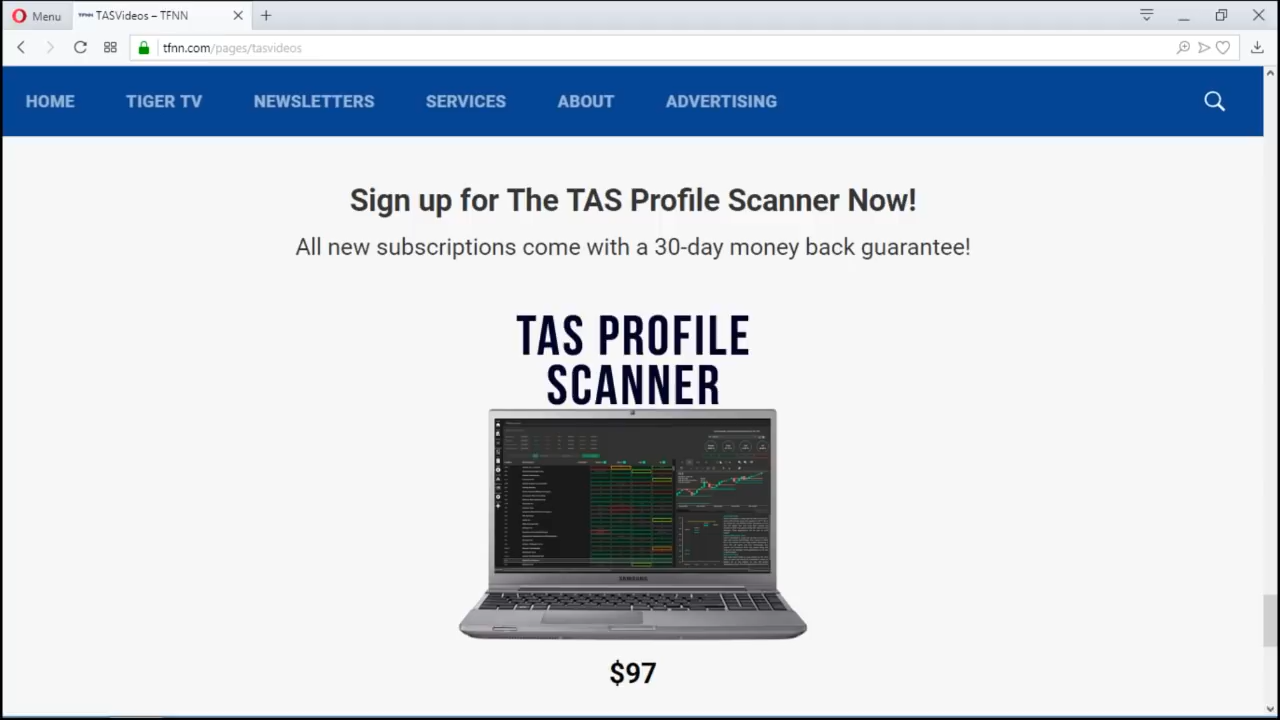 Menu
TFNN TASVideos – TFNN
tfnn.com/pages/tasvideos
HOME TIGER TV NEWSLETTERS SERVICES ABOUT ADVERTISING
Sign up for The TAS Profile Scanner Now!
All new subscriptions come with a 30-day money back guarantee!
TAS PROFILE
SCANNER
SAMSUNG
$97